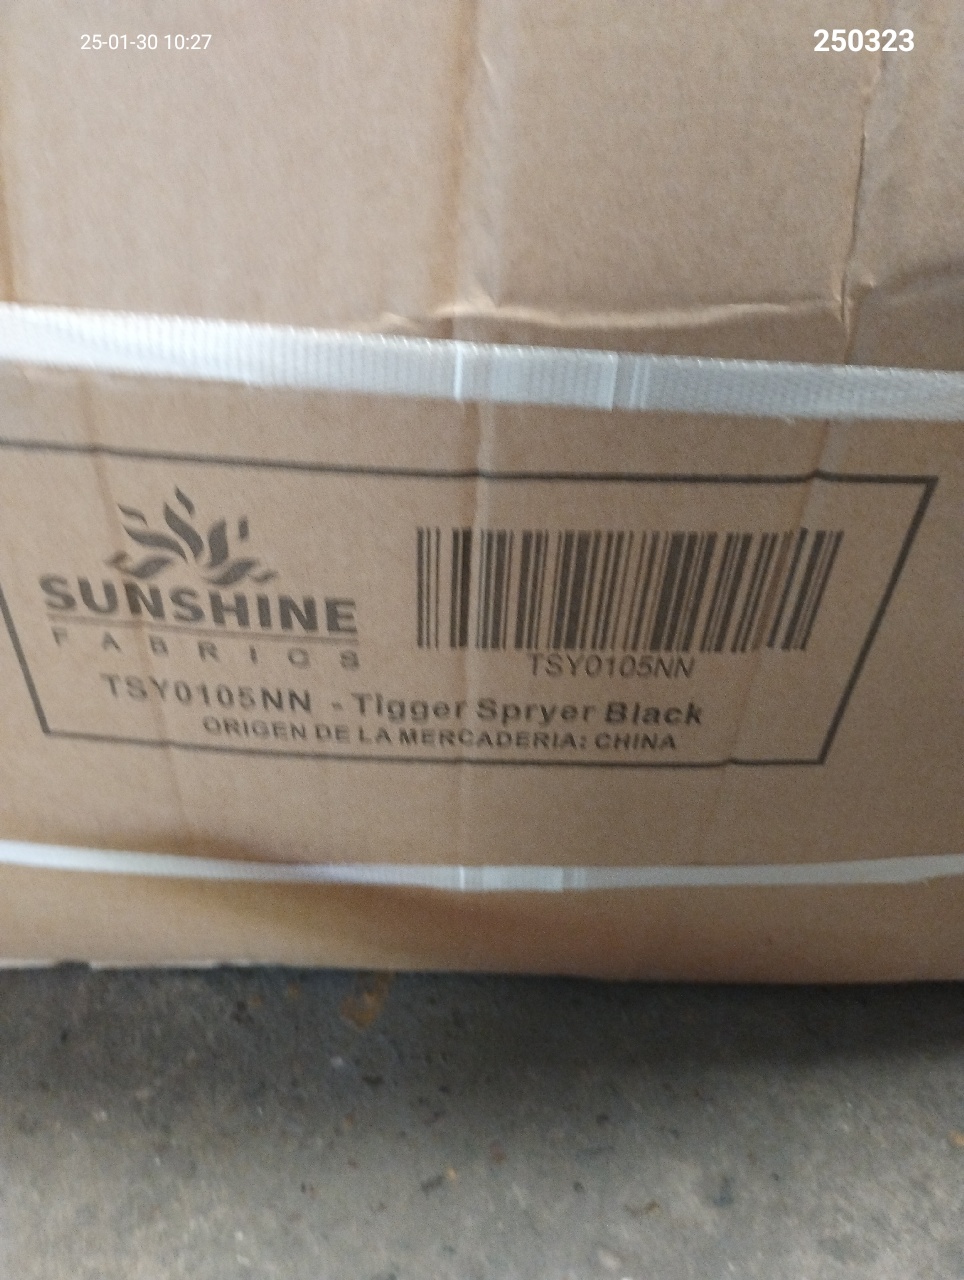 25-01-30 10:27
250323
SUNSHINE
FABRICS
TSY0105NN
TSY0105NN - Tigger Spryer Black
ORIGEN DE LA MERCADERIA: CHINA